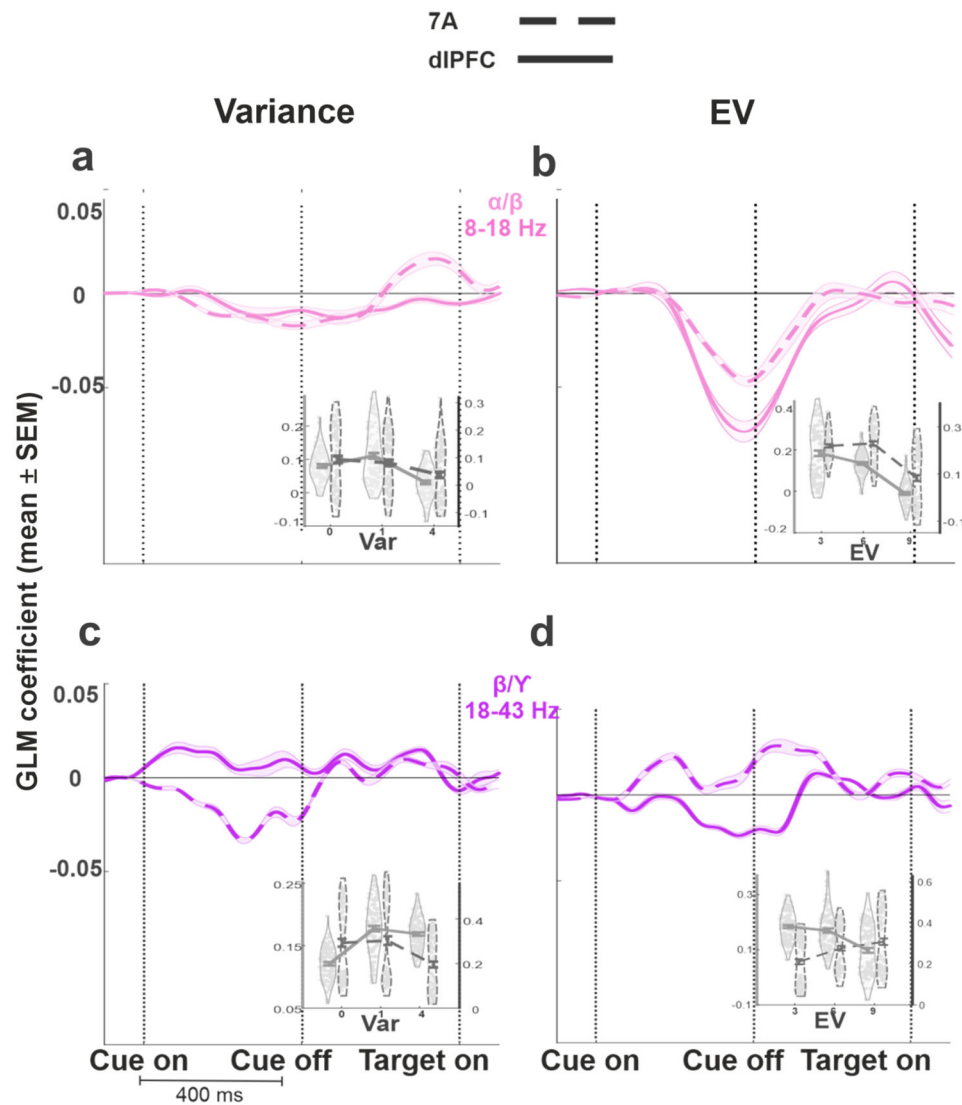 7A
dlPFC
Variance EV
a b
α/β
8-18 Hz
0.05
0
-0.05
0.2
0.1
0
-0.1
0.3
0.2
0.1
0
-0.1
0 1 4
Var
0.4
0.2
0
-0.2
0.3
0.1
-0.1
3 6 9
EV
GLM coefficient (mean ± SEM)
c d
β/ϒ
18-43 Hz
0.05
0
-0.05
0.25
0.15
0.05
0.4
0.2
0
0 1 4
Var
0.3
0.1
-0.1
0.6
0.4
0.2
0
3 6 9
EV
Cue on Cue off Target on Cue on Cue off Target on
400 ms